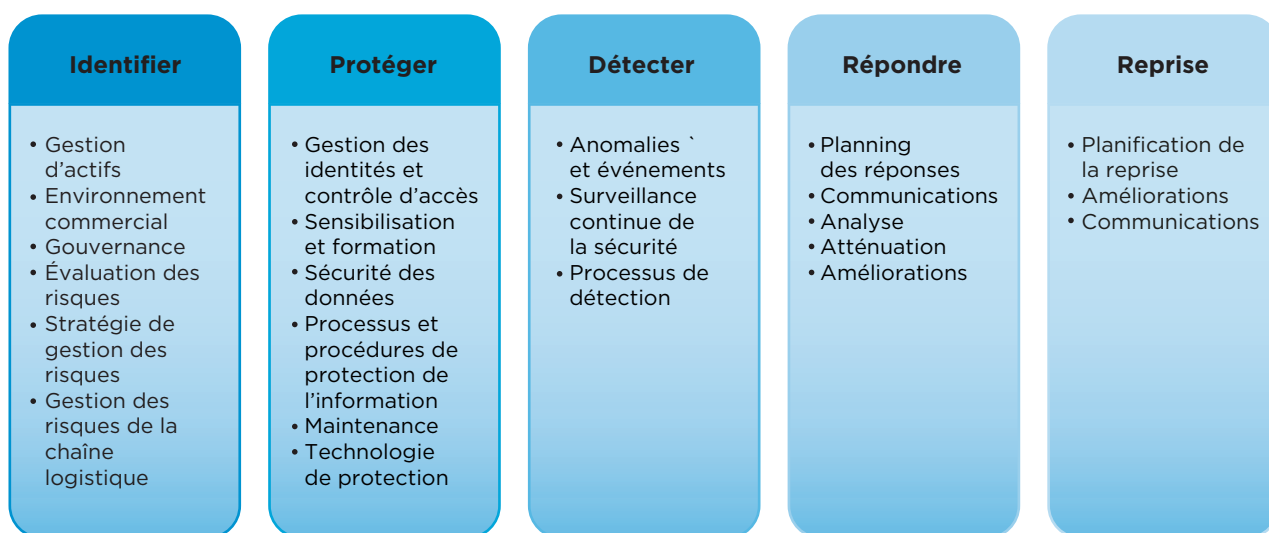 Identifier
• Gestion
d'actifs
• Environnement
commercial
• Gouvernance
• Évaluation des
risques
• Stratégie de
gestion des
risques
• Gestion des
risques de la
chaîne
logistique
Protéger
• Gestion des
identités et
contrôle d'accès
• Sensibilisation
et formation
• Sécurité des
données
• Processus et
procédures de
protection de
l'information
• Maintenance
• Technologie
de protection
Détecter
• Anomalies `
et événements
• Surveillance
continue de
la sécurité
• Processus de
détection
Répondre
• Planning
des réponses
• Communications
• Analyse
• Atténuation
• Améliorations
Reprise
• Planification de
la reprise
• Améliorations
• Communications